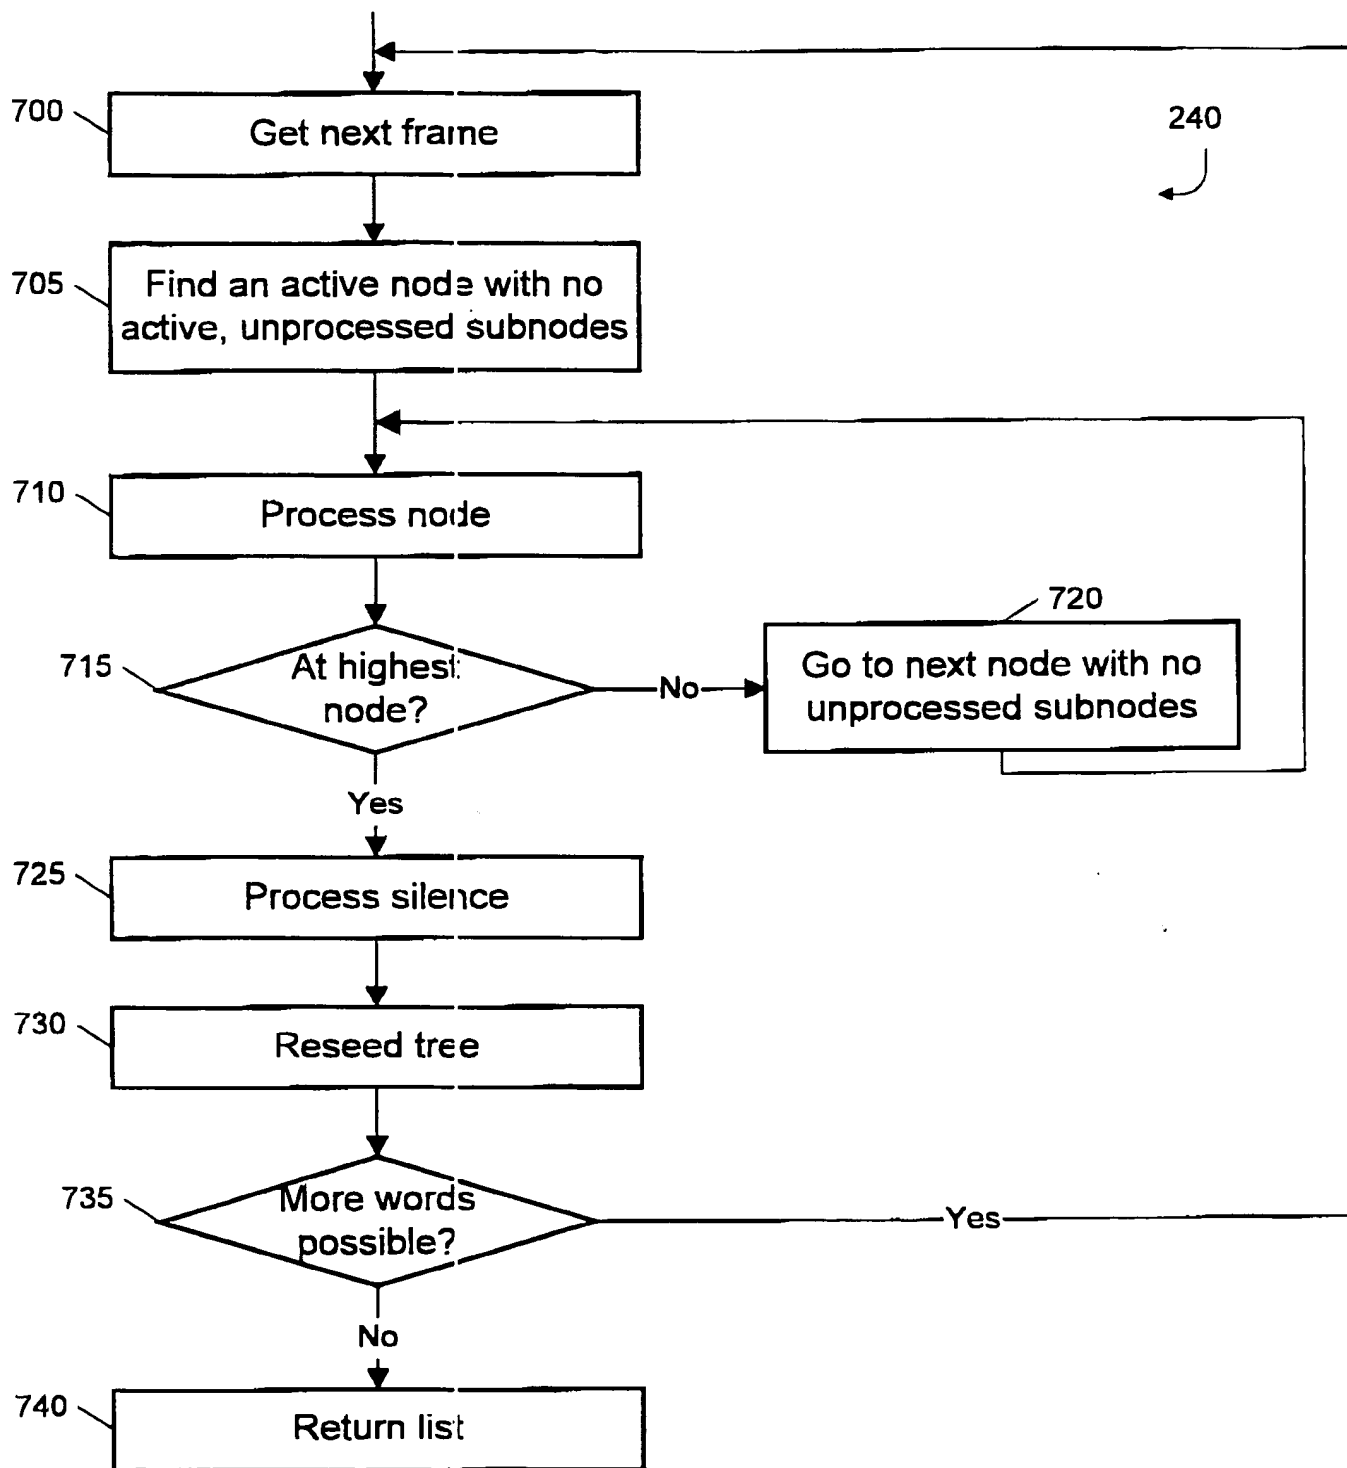 700
Get next frame
240
705
Find an active node with no
active, unprocessed subnodes
710
Process node
720
715
At highest
node?
No
Go to next node with no
unprocessed subnodes
Yes
725
Process silence
730
Reseed tree
735
More words
possible?
Yes
No
740
Return list